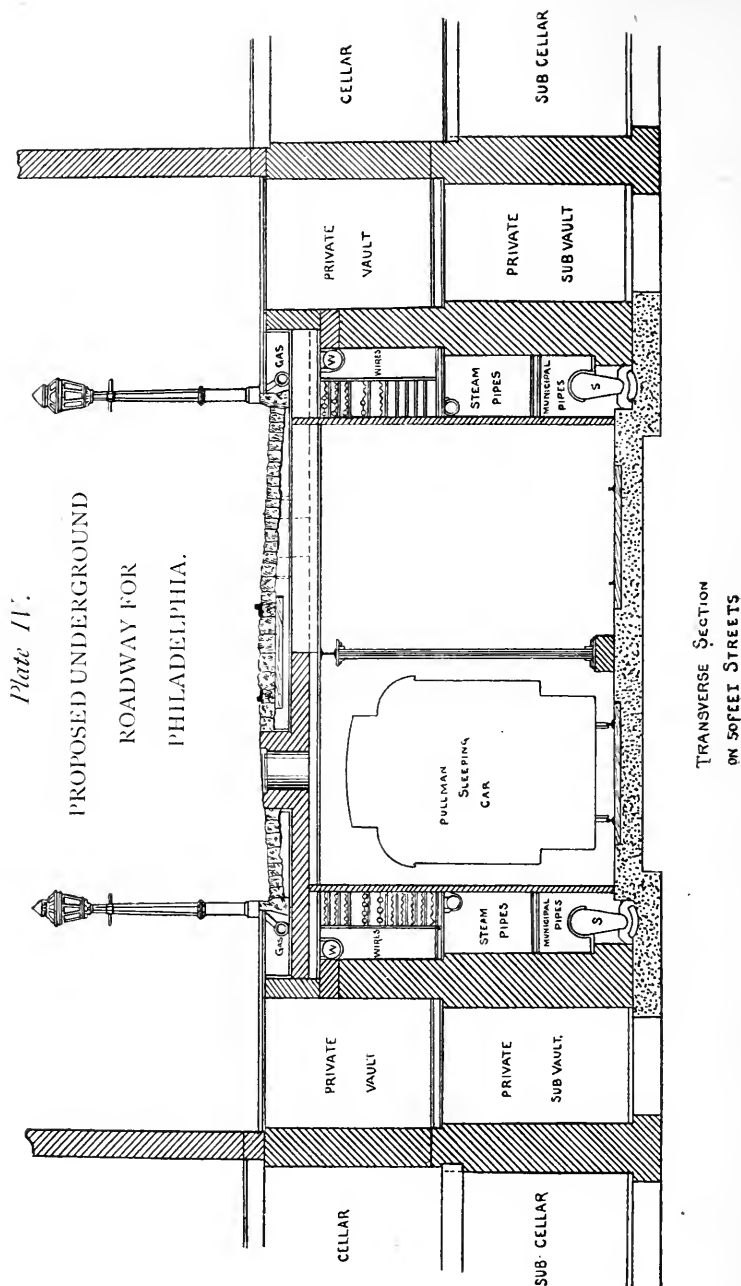 Plate IV.
PROPOSED UNDERGROUND
ROADWAY FOR
PHILADELPHIA.
GAS
GAS
CELLAR
PRIVATE
VAULT
W
WIRES
PULLMAN
SLEEPING
CAR
W
WIRES
PRIVATE
VAULT
CELLAR
SUB-CELLAR
PRIVATE
SUB VAULT.
STEAM
PIPES
MUNICIPAL
PIPES
S
STEAM
PIPES
MUNICIPAL
PIPES
S
PRIVATE
SUB VAULT
SUB CELLAR
TRANSVERSE SECTION
ON 50FEET STREETS